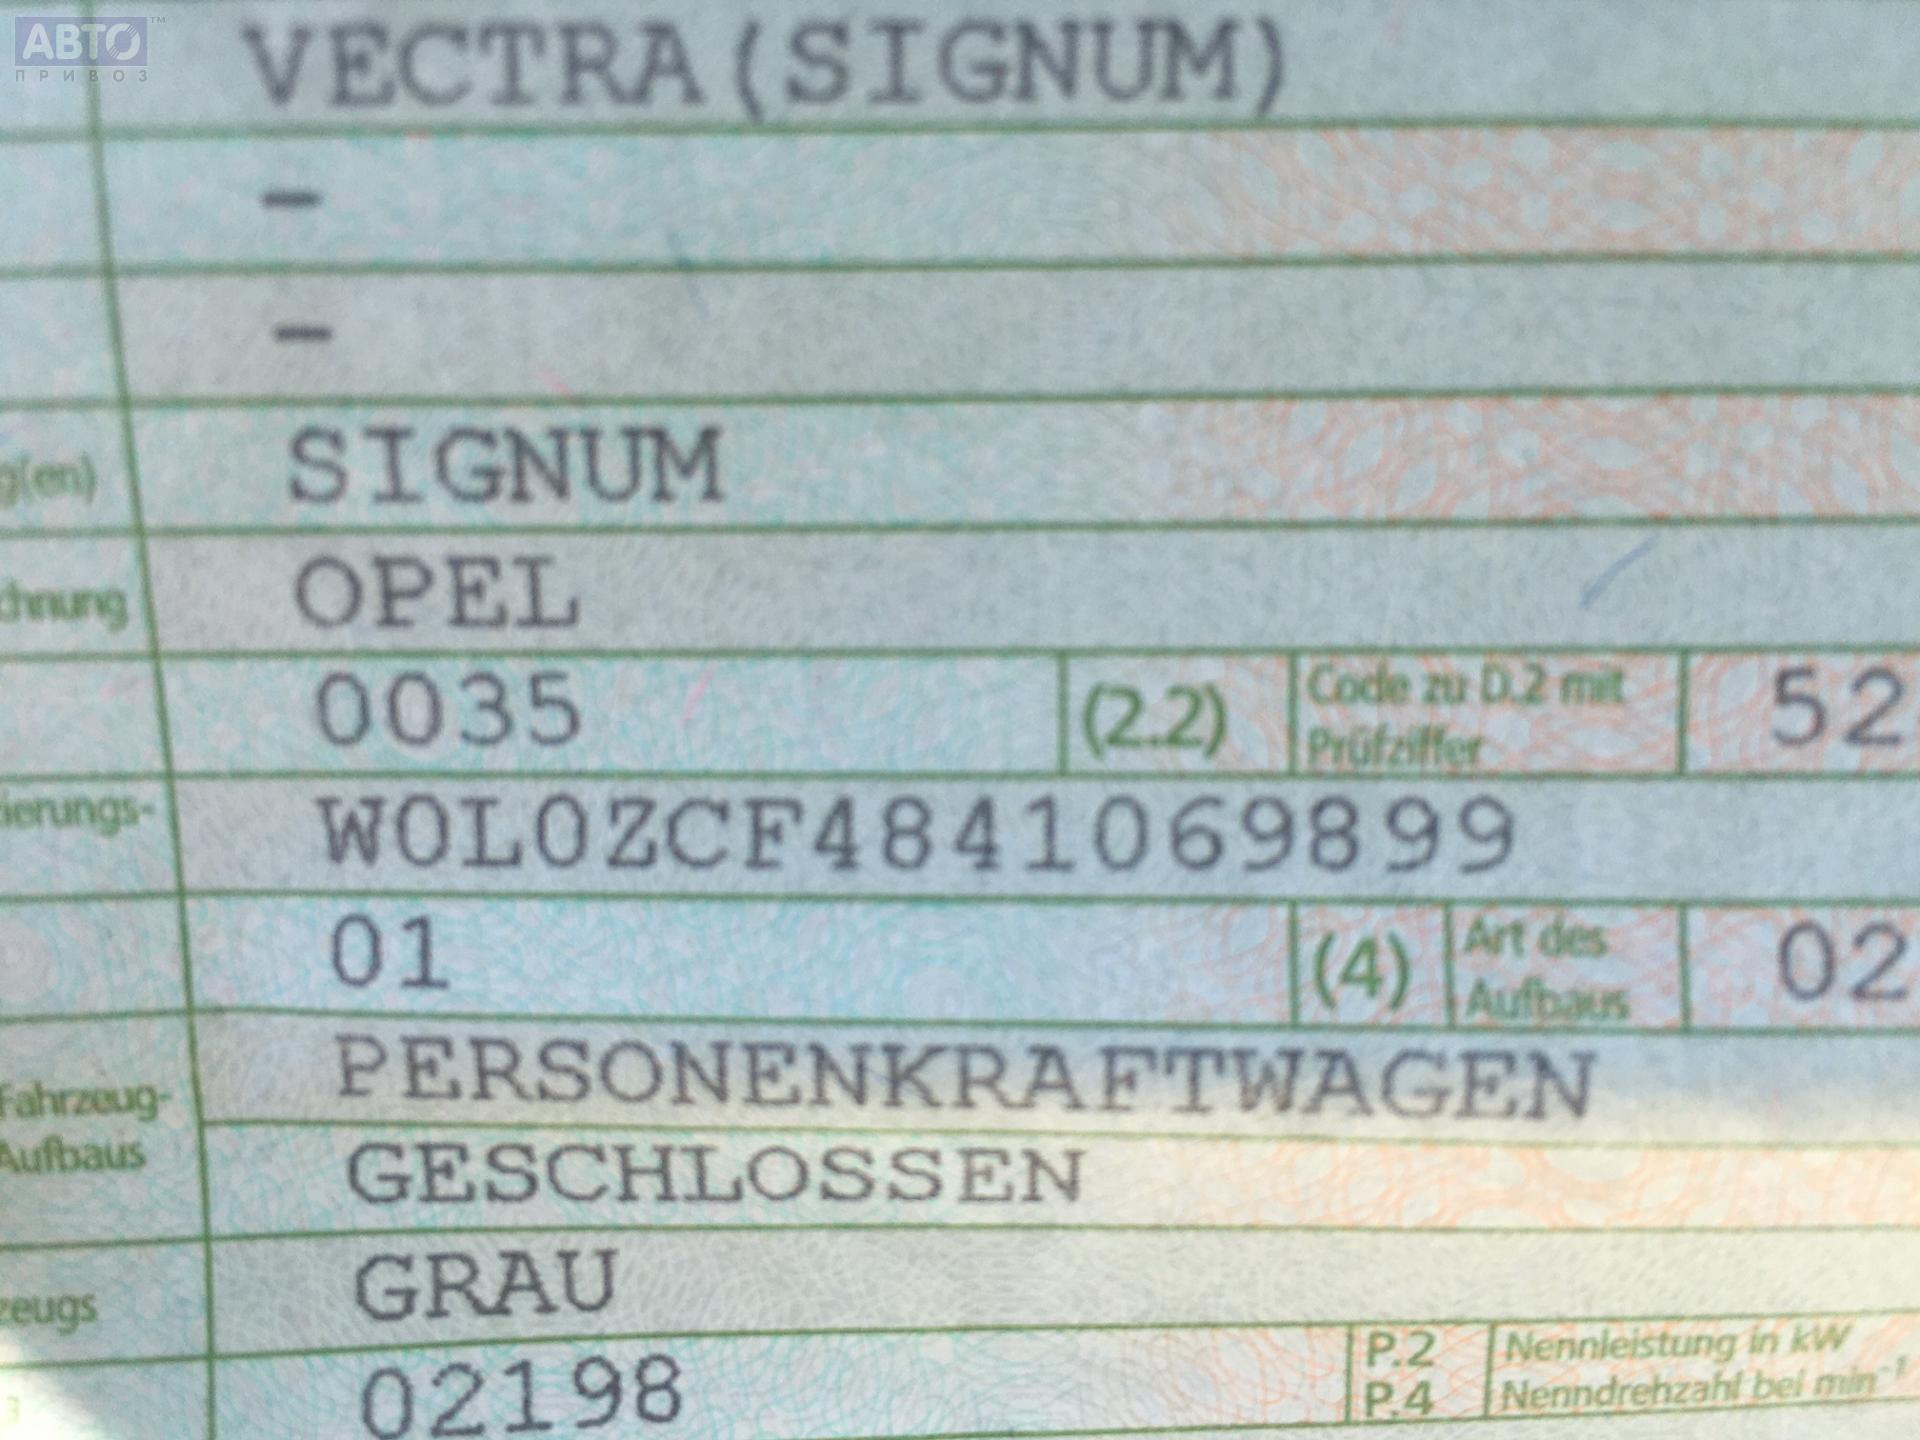 АВТО™
ПРИВОЗ
VECTRA(SIGNUM)
–
–
g(en) SIGNUM
chnung OPEL
0035 (2.2) Code zu D.2 mit Prüfziffer 52
ierungs- W0L0ZCF4841069899
01 (4) Art des Aufbaus 02
Fahrzeug- PERSONENKRAFTWAGEN
Aufbaus GESCHLOSSEN
zeugs GRAU
3 02198 P.2 Nennleistung in kW
P.4 Nenndrehzahl bei min⁻¹